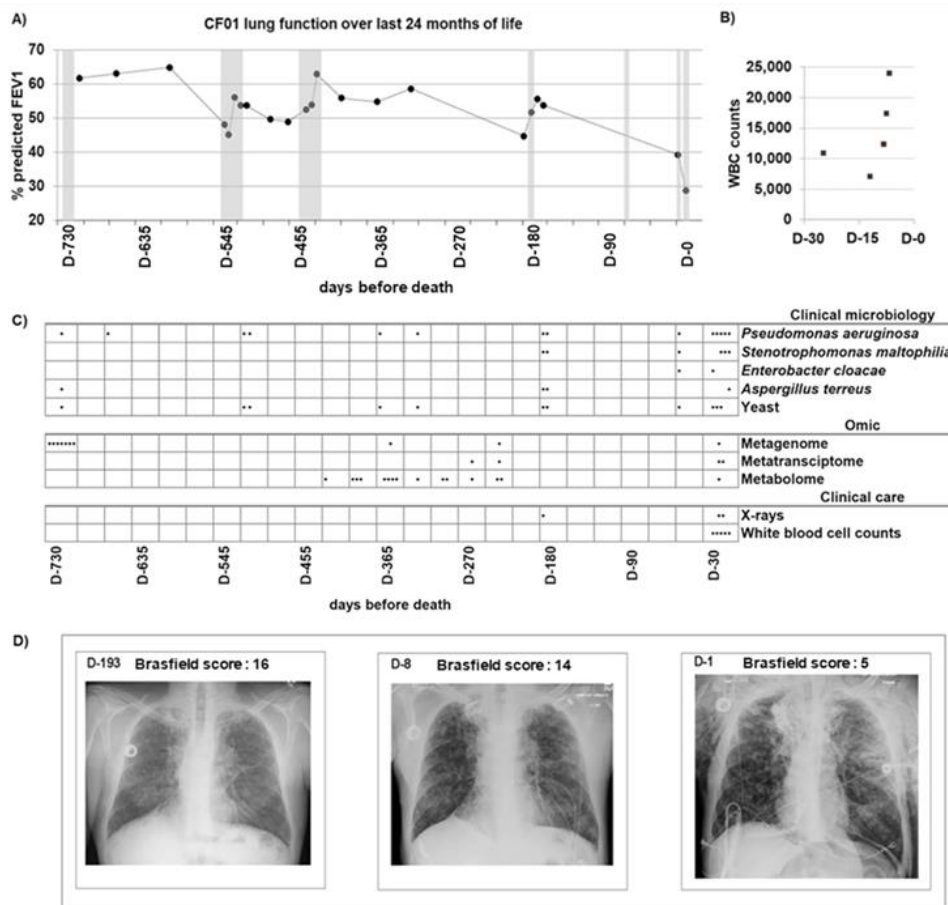 A)
CF01 lung function over last 24 months of life
% predicted FEV1
70
60
50
40
30
20
D-730
D-635
D-545
D-455
D-365
D-270
D-180
D-90
D-0
days before death
B)
WBC counts
25,000
20,000
15,000
10,000
5,000
0
D-30
D-15
D-0
C)
Clinical microbiology
Pseudomonas aeruginosa
Stenotrophomonas maltophilia
Enterobacter cloacae
Aspergillus terreus
Yeast
Omic
Metagenome
Metatransciptome
Metabolome
Clinical care
X-rays
White blood cell counts
D-730
D-635
D-545
D-455
D-365
D-270
D-180
D-90
D-30
days before death
D)
D-193 Brasfield score : 16
D-8 Brasfield score : 14
D-1 Brasfield score : 5